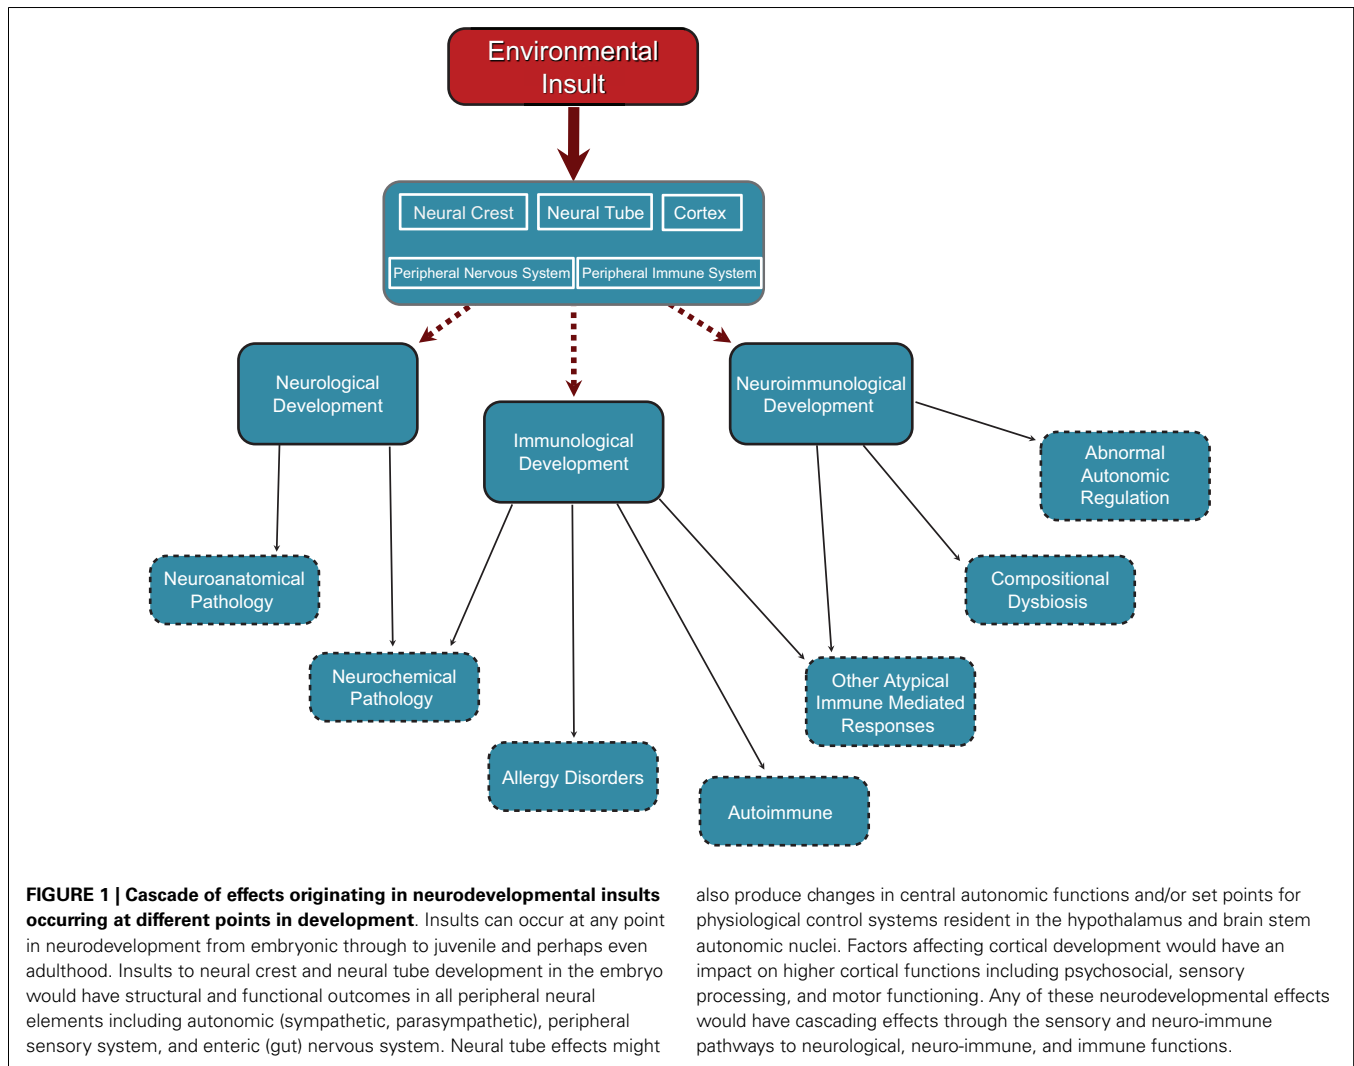 Environmental
Insult
Neural Crest
Neural Tube
Cortex
Peripheral Nervous System
Peripheral Immune System
Neurological
Development
Immunological
Development
Neuroimmunological
Development
Abnormal
Autonomic
Regulation
Neuroanatomical
Pathology
Compositional
Dysbiosis
Neurochemical
Pathology
Other Atypical
Immune Mediated
Responses
Allergy Disorders
Autoimmune
FIGURE 1 | Cascade of effects originating in neurodevelopmental insults
occurring at different points in development. Insults can occur at any point
in neurodevelopment from embryonic through to juvenile and perhaps even
adulthood. Insults to neural crest and neural tube development in the embryo
would have structural and functional outcomes in all peripheral neural
elements including autonomic (sympathetic, parasympathetic), peripheral
sensory system, and enteric (gut) nervous system. Neural tube effects might
also produce changes in central autonomic functions and/or set points for
physiological control systems resident in the hypothalamus and brain stem
autonomic nuclei. Factors affecting cortical development would have an
impact on higher cortical functions including psychosocial, sensory
processing, and motor functioning. Any of these neurodevelopmental effects
would have cascading effects through the sensory and neuro-immune
pathways to neurological, neuro-immune, and immune functions.